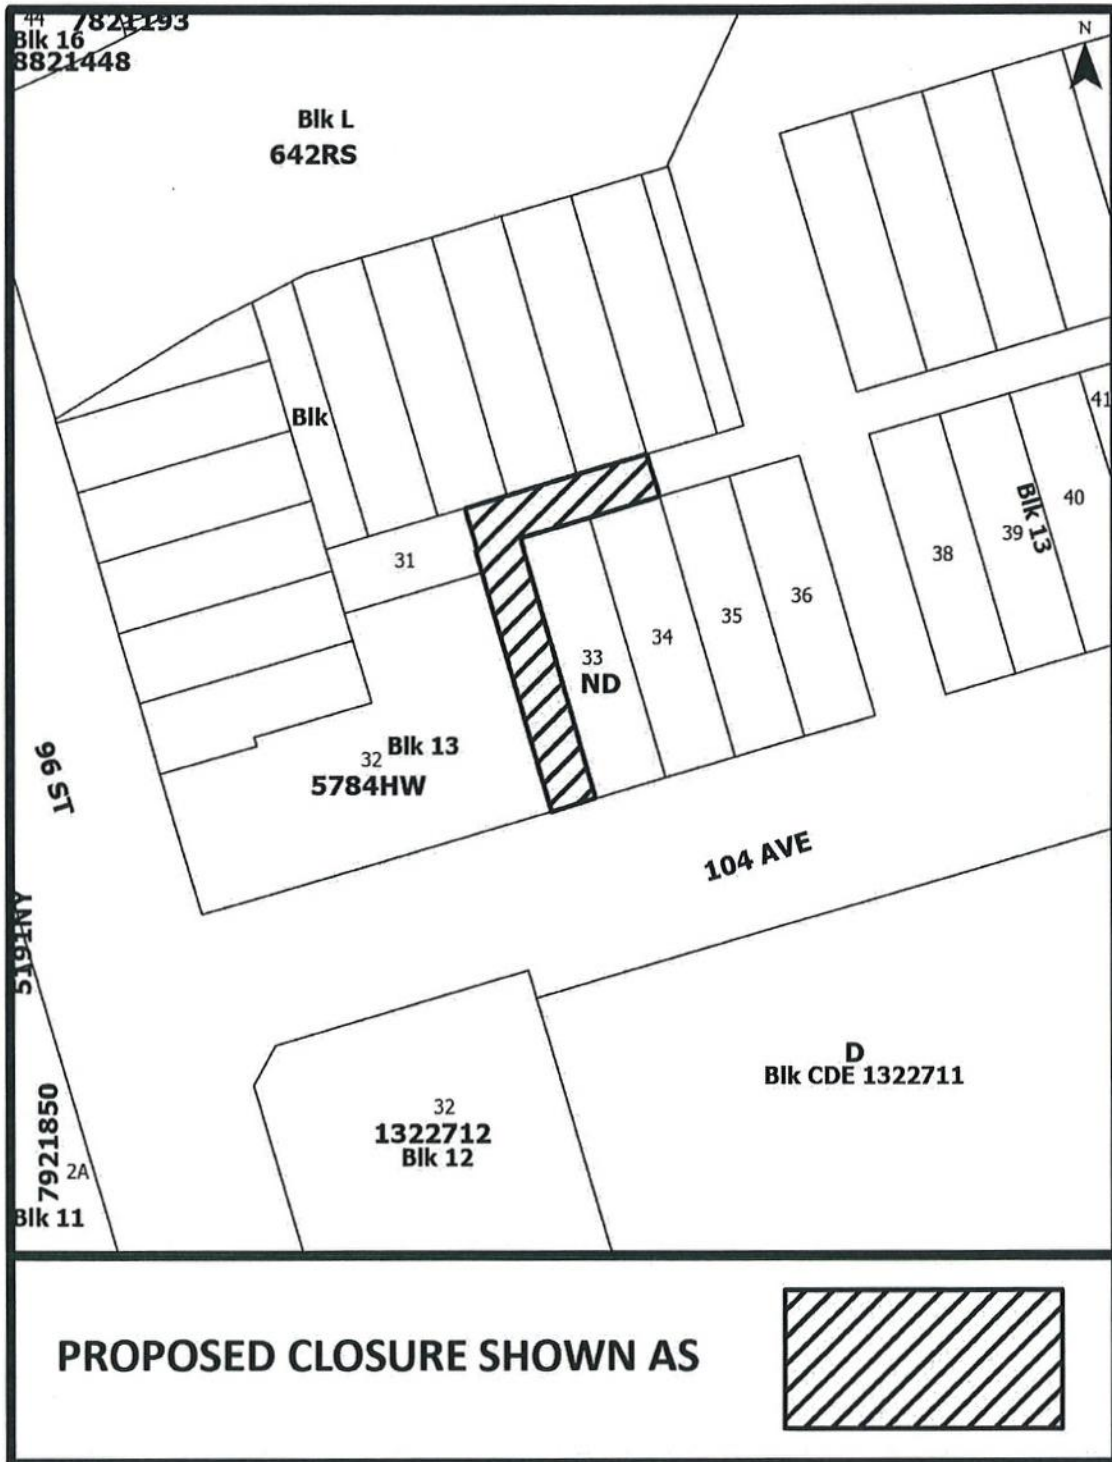 44 7821193
Blk 16
8821448
N
Blk L
642RS
Blk
41
40
Blk 13
39
38
31
36
35
34
33
ND
Blk 13
32
5784HW
96 ST
104 AVE
5191NY
D
Blk CDE 1322711
32
1322712
Blk 12
7921850
2A
Blk 11
PROPOSED CLOSURE SHOWN AS